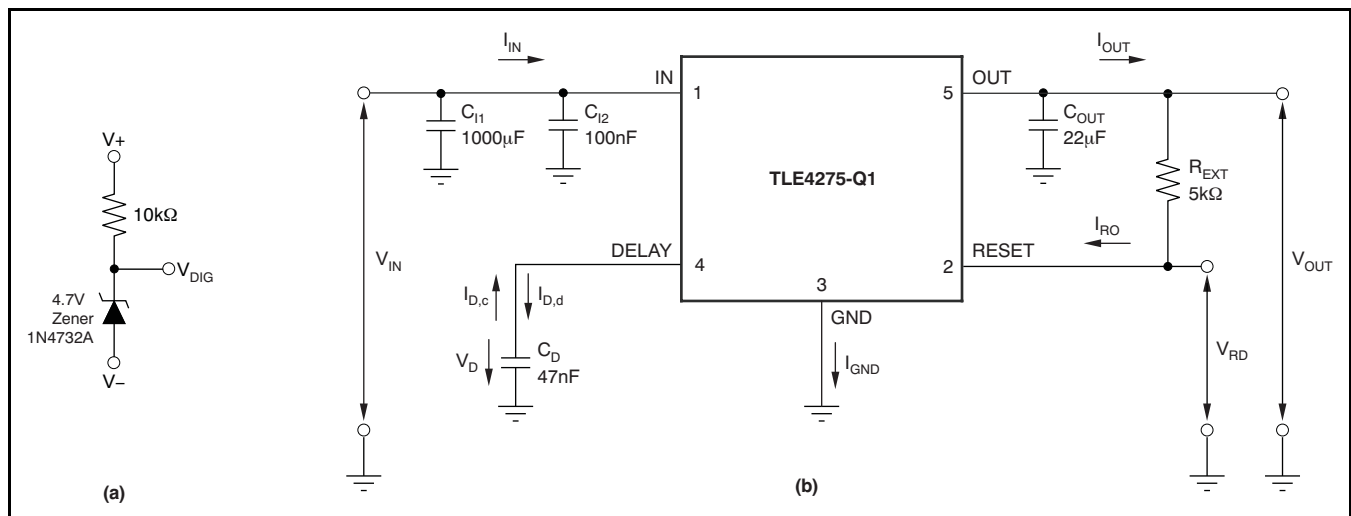 V+
10kΩ
V_DIG
4.7V
Zener
1N4732A
V−
(a)
I_IN
I_OUT
IN
OUT
1
5
C_I1
1000μF
C_I2
100nF
C_OUT
22μF
TLE4275-Q1
R_EXT
5kΩ
I_RO
DELAY
RESET
4
2
V_IN
V_OUT
3
I_D,c
I_D,d
GND
V_D
C_D
47nF
I_GND
V_RD
(b)